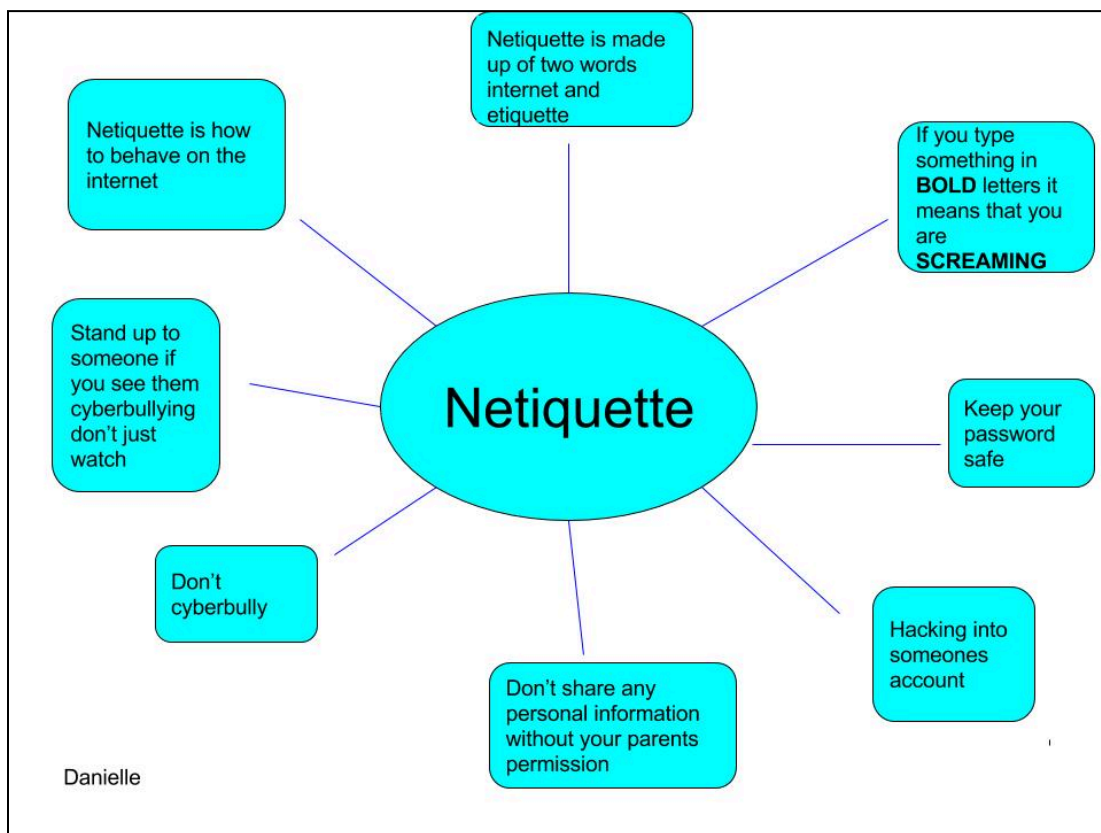 Netiquette is made
up of two words
internet and
etiquette
Netiquette is how
to behave on the
internet
If you type
something in
BOLD letters it
means that you
are
SCREAMING
Stand up to
someone if
you see them
cyberbullying
don't just
watch
Netiquette
Keep your
password
safe
Don't
cyberbully
Hacking into
someones
account
Don't share any
personal information
without your parents
permission
Danielle